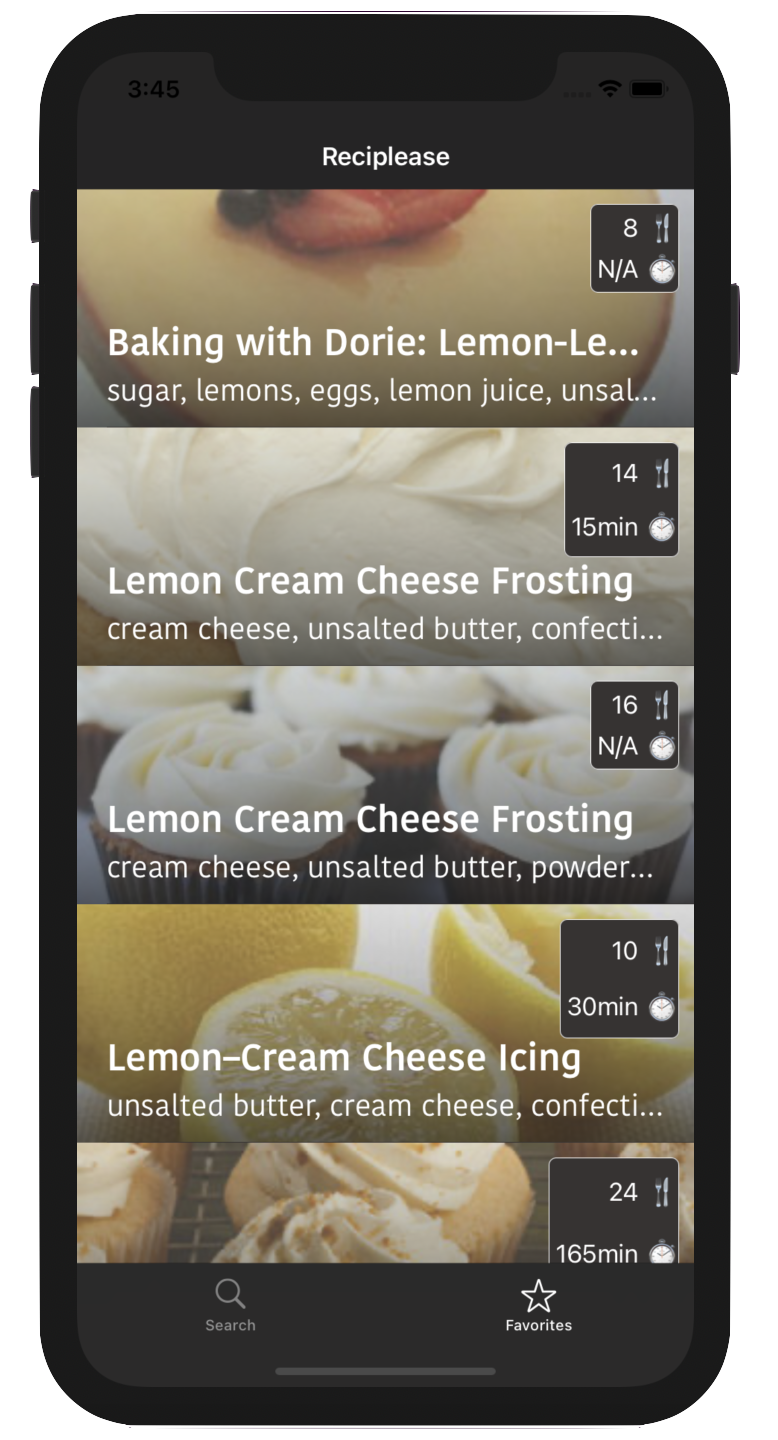 3:45
Reciplease
8
N/A
Baking with Dorie: Lemon-Le...
sugar, lemons, eggs, lemon juice, unsal...
14
15min
Lemon Cream Cheese Frosting
cream cheese, unsalted butter, confecti...
16
N/A
Lemon Cream Cheese Frosting
cream cheese, unsalted butter, powder...
10
30min
Lemon–Cream Cheese Icing
unsalted butter, cream cheese, confecti...
24
165min
Search
Favorites